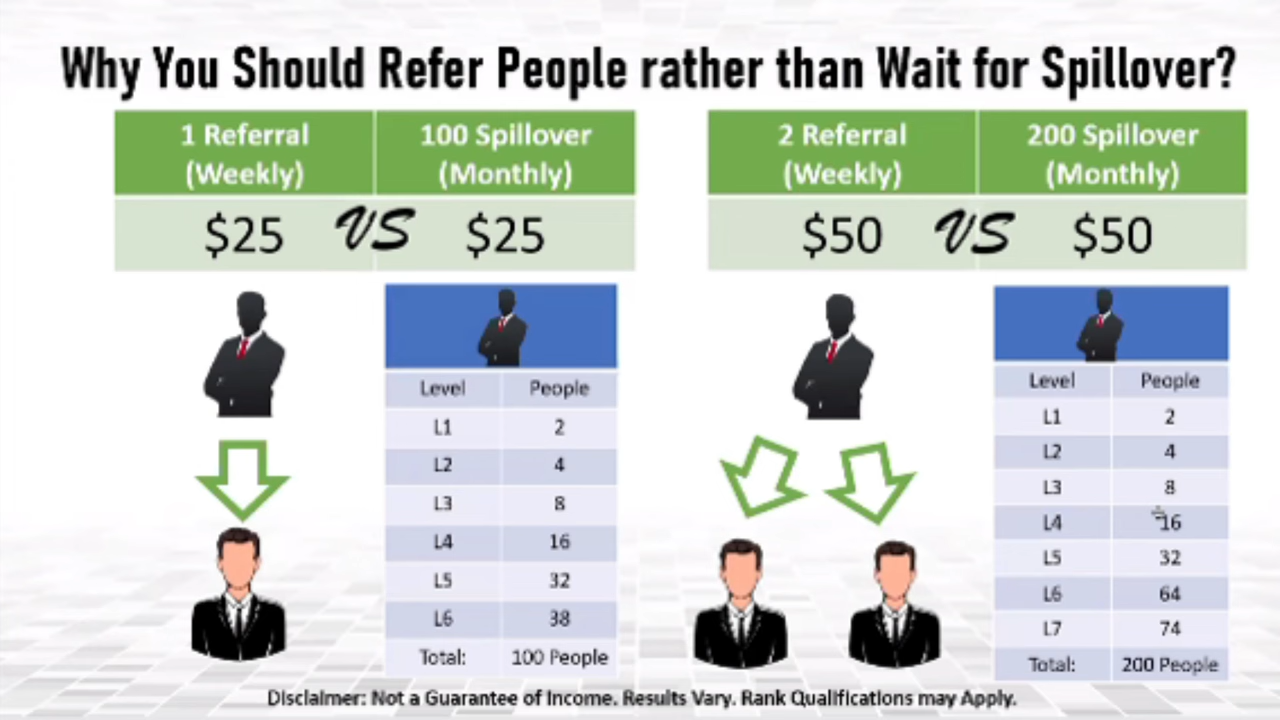 Why You Should Refer People rather than Wait for Spillover?
1 Referral
(Weekly)
100 Spillover
(Monthly)
$25
VS
$25
Level People
L1 2
L2 4
L3 8
L4 16
L5 32
L6 38
Total: 100 People
2 Referral
(Weekly)
200 Spillover
(Monthly)
$50
VS
$50
Level People
L1 2
L2 4
L3 8
L4 16
L5 32
L6 64
L7 74
Total: 200 People
Disclaimer: Not a Guarantee of Income. Results Vary. Rank Qualifications may Apply.